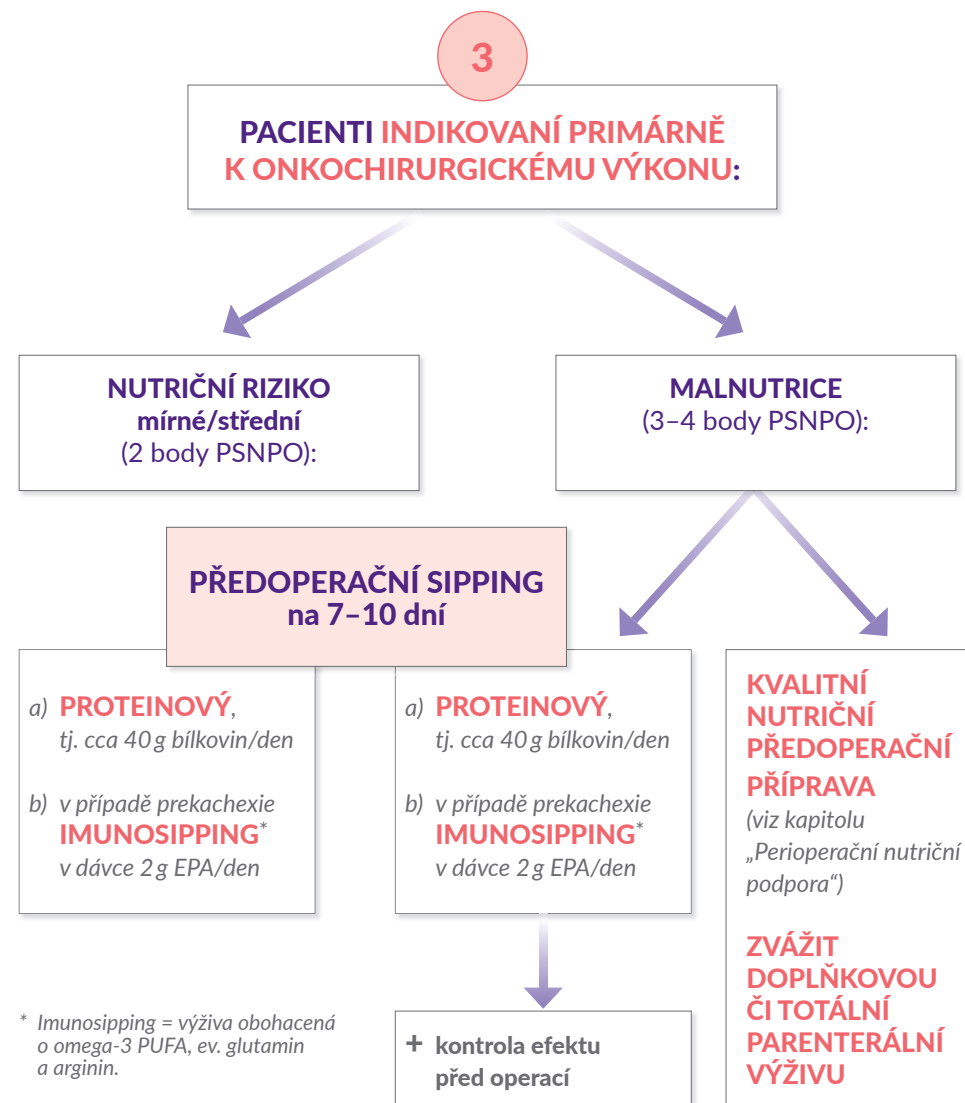 3
PACIENTI INDIKOVANÍ PRIMÁRNĚ
K ONKOCHIRURGICKÉMU VÝKONU:
NUTRIČNÍ RIZIKO
mírné/střední
(2 body PSNPO):
MALNUTRICE
(3–4 body PSNPO):
PŘEDOPERAČNÍ SIPPING
na 7–10 dní
a) PROTEINOVÝ,
tj. cca 40 g bílkovin/den
b) v případě prekachexie
IMUNOSIPPING*
v dávce 2 g EPA/den
a) PROTEINOVÝ,
tj. cca 40 g bílkovin/den
b) v případě prekachexie
IMUNOSIPPING*
v dávce 2 g EPA/den
KVALITNÍ
NUTRIČNÍ
PŘEDOPERAČNÍ
PŘÍPRAVA
(viz kapitolu
„Perioperační nutriční
podpora“)
ZVÁŽIT
DOPLŇKOVOU
ČI TOTÁLNÍ
PARENTERÁLNÍ
VÝŽIVU
* Imunosipping = výživa obohacená
o omega-3 PUFA, ev. glutamin
a arginin.
+ kontrola efektu
před operací